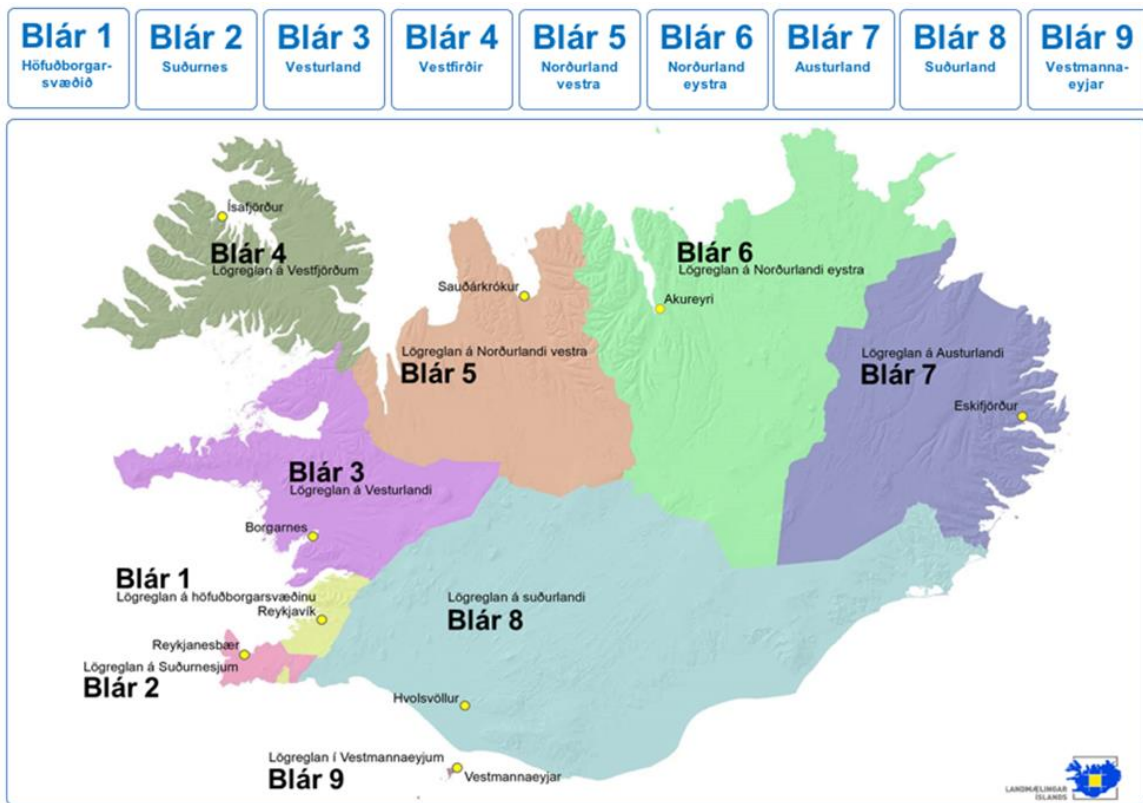 Blár 1
Höfuðborgar-
svæðið
Blár 2
Suðurnes
Blár 3
Vesturland
Blár 4
Vestfirðir
Blár 5
Norðurland
vestra
Blár 6
Norðurland
eystra
Blár 7
Austurland
Blár 8
Suðurland
Blár 9
Vestmanna-
eyjar
Ísafjörður
Blár 4
Lögreglan á Vestfjörðum
Blár 6
Lögreglan á Norðurlandi eystra
Sauðárkrókur
Akureyri
Lögreglan á Norðurlandi vestra
Blár 5
Lögreglan á Austurlandi
Blár 7
Eskifjörður
Blár 3
Lögreglan á Vesturlandi
Borgarnes
Blár 1
Lögreglan á höfuðborgarsvæðinu
Reykjavík
Lögreglan á suðurlandi
Blár 8
Reykjanesbær
Lögreglan á Suðurnesjum
Blár 2
Hvolsvöllur
Lögreglan í Vestmannaeyjum
Blár 9
Vestmannaeyjar
LANDMÆLINGAR
ÍSLANDS